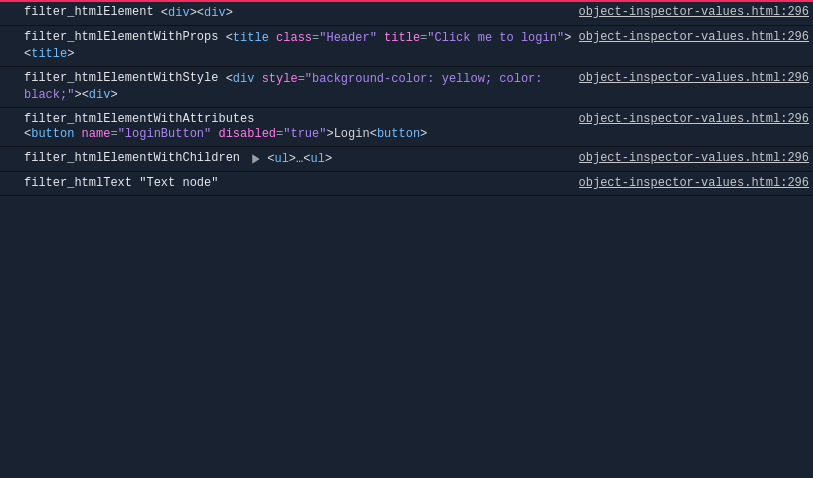 filter_htmlElement <div><div> object-inspector-values.html:296
filter_htmlElementWithProps <title class="Header" title="Click me to login"> object-inspector-values.html:296
<title>
filter_htmlElementWithStyle <div style="background-color: yellow; color: object-inspector-values.html:296
black;"><div>
filter_htmlElementWithAttributes object-inspector-values.html:296
<button name="loginButton" disabled="true">Login<button>
filter_htmlElementWithChildren ▶ <ul>…<ul> object-inspector-values.html:296
filter_htmlText "Text node" object-inspector-values.html:296